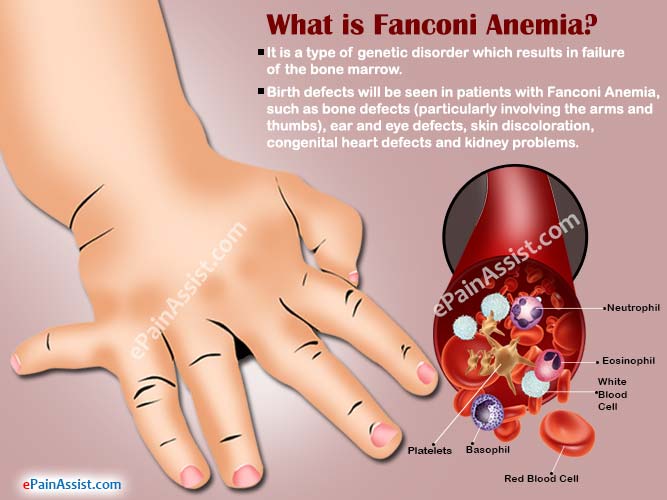 What is Fanconi Anemia?
It is a type of genetic disorder which results in failure
of the bone marrow.
Birth defects will be seen in patients with Fanconi Anemia,
such as bone defects (particularly involving the arms and
thumbs), ear and eye defects, skin discoloration,
congenital heart defects and kidney problems.
ePainAssist.com
ePainAssist.com
Neutrophil
Eosinophil
White
Blood
Cell
Platelets
Basophil
Red Blood Cell
ePainAssist.com